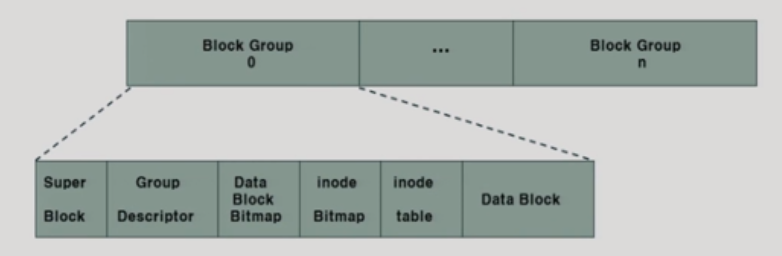 Block Group
0
...
Block Group
n
Super
Block
Group
Descriptor
Data
Block
Bitmap
inode
Bitmap
inode
table
Data Block